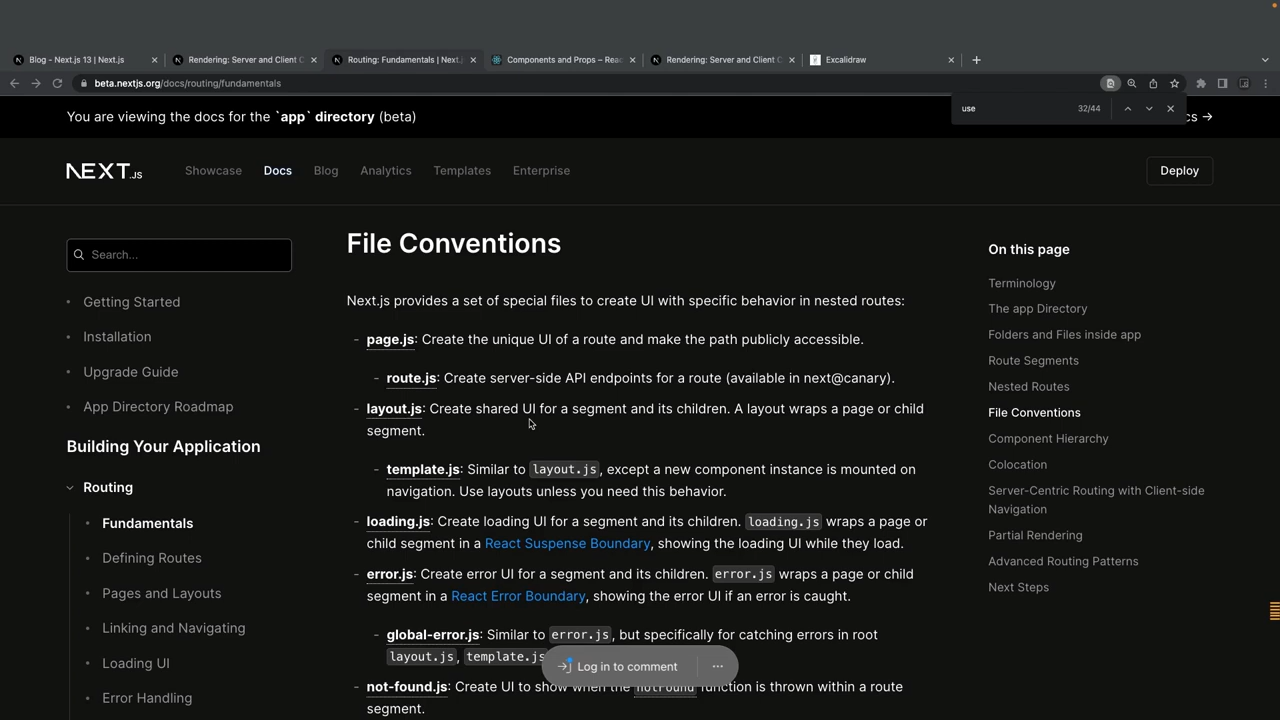 Blog - Next.js 13 | Next.js
Rendering: Server and Client C
Routing: Fundamentals | Next.
Components and Props – Rea
Rendering: Server and Client C
Excalidraw
beta.nextjs.org/docs/routing/fundamentals
use
32/44
You are viewing the docs for the `app` directory (beta)
cs →
NEXT.JS
Showcase
Docs
Blog
Analytics
Templates
Enterprise
Deploy
Search...
Getting Started
Installation
Upgrade Guide
App Directory Roadmap
Building Your Application
Routing
Fundamentals
Defining Routes
Pages and Layouts
Linking and Navigating
Loading UI
Error Handling
File Conventions
Next.js provides a set of special files to create UI with specific behavior in nested routes:
- page.js: Create the unique UI of a route and make the path publicly accessible.
- route.js: Create server-side API endpoints for a route (available in next@canary).
- layout.js: Create shared UI for a segment and its children. A layout wraps a page or child
segment.
- template.js: Similar to layout.js, except a new component instance is mounted on
navigation. Use layouts unless you need this behavior.
- loading.js: Create loading UI for a segment and its children. loading.js wraps a page or
child segment in a React Suspense Boundary, showing the loading UI while they load.
- error.js: Create error UI for a segment and its children. error.js wraps a page or child
segment in a React Error Boundary, showing the error UI if an error is caught.
- global-error.js: Similar to error.js, but specifically for catching errors in root
layout.js, template.js
- not-found.js: Create UI to show when the notFound function is thrown within a route
segment.
Log in to comment
On this page
Terminology
The app Directory
Folders and Files inside app
Route Segments
Nested Routes
File Conventions
Component Hierarchy
Colocation
Server-Centric Routing with Client-side
Navigation
Partial Rendering
Advanced Routing Patterns
Next Steps